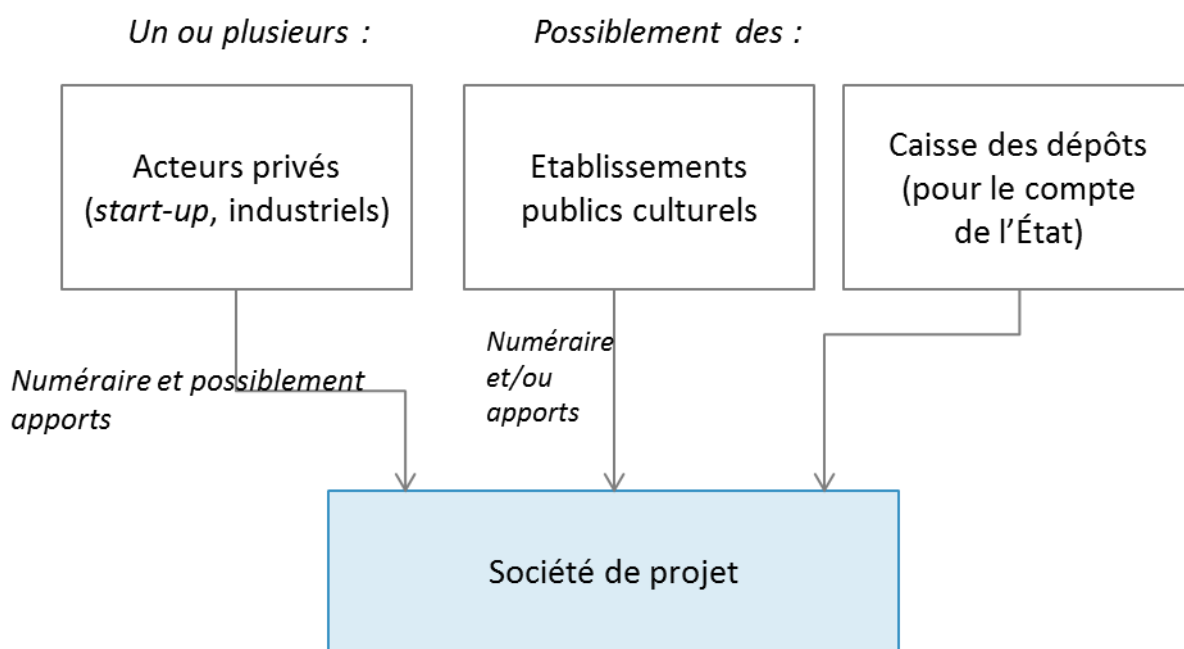 Un ou plusieurs :
Possiblement des :
Acteurs privés
(start-up, industriels)
Etablissements
publics culturels
Caisse des dépôts
(pour le compte
de l’État)
Numéraire et possiblement
apports
Numéraire
et/ou
apports
Société de projet